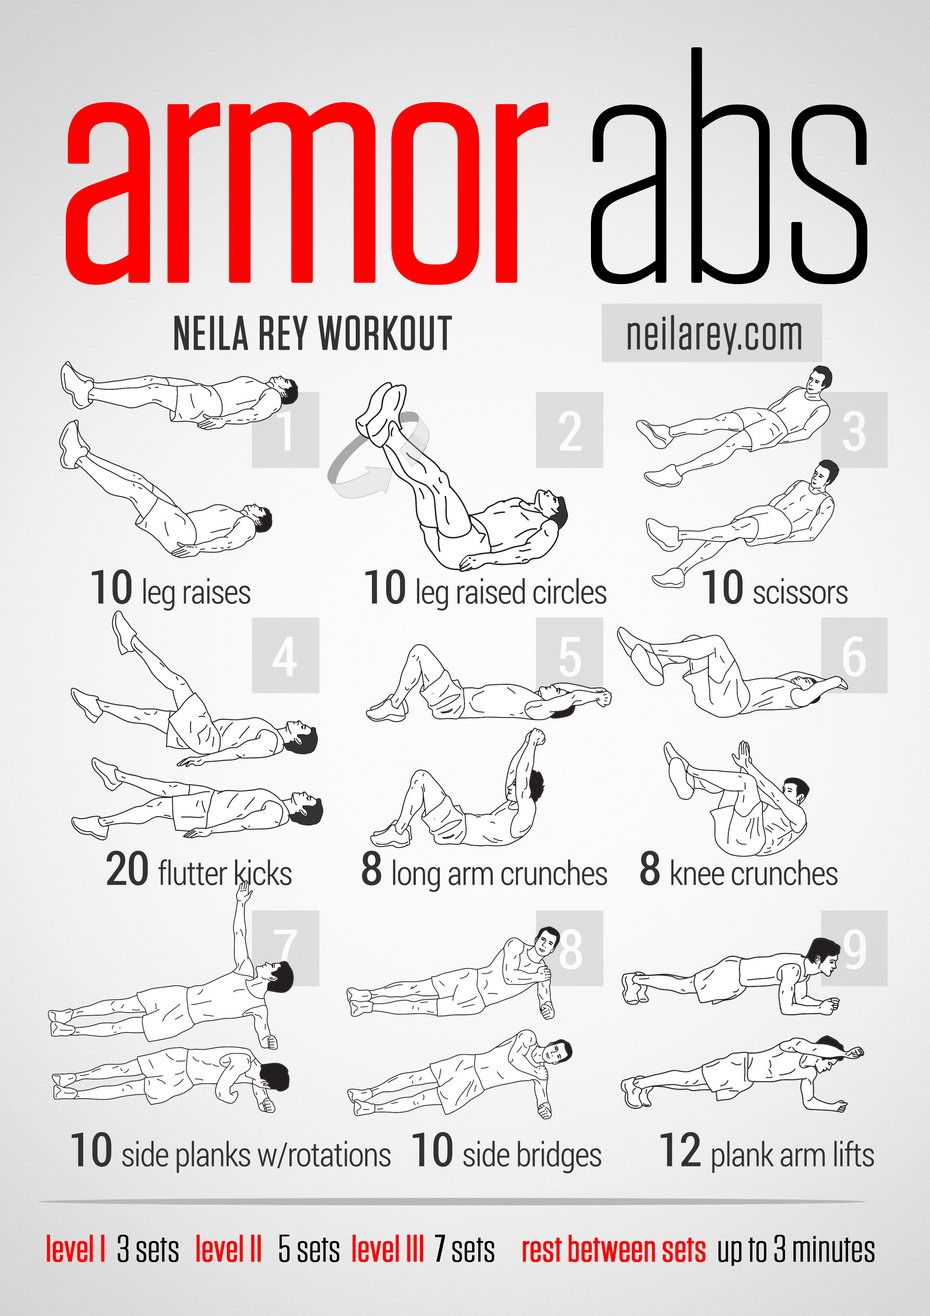 armor abs
NEILA REY WORKOUT
neilarey.com
1
10 leg raises
2
10 leg raised circles
3
10 scissors
4
20 flutter kicks
5
8 long arm crunches
6
8 knee crunches
7
10 side planks w/rotations
8
10 side bridges
9
12 plank arm lifts
level I 3 sets level II 5 sets level III 7 sets rest between sets up to 3 minutes